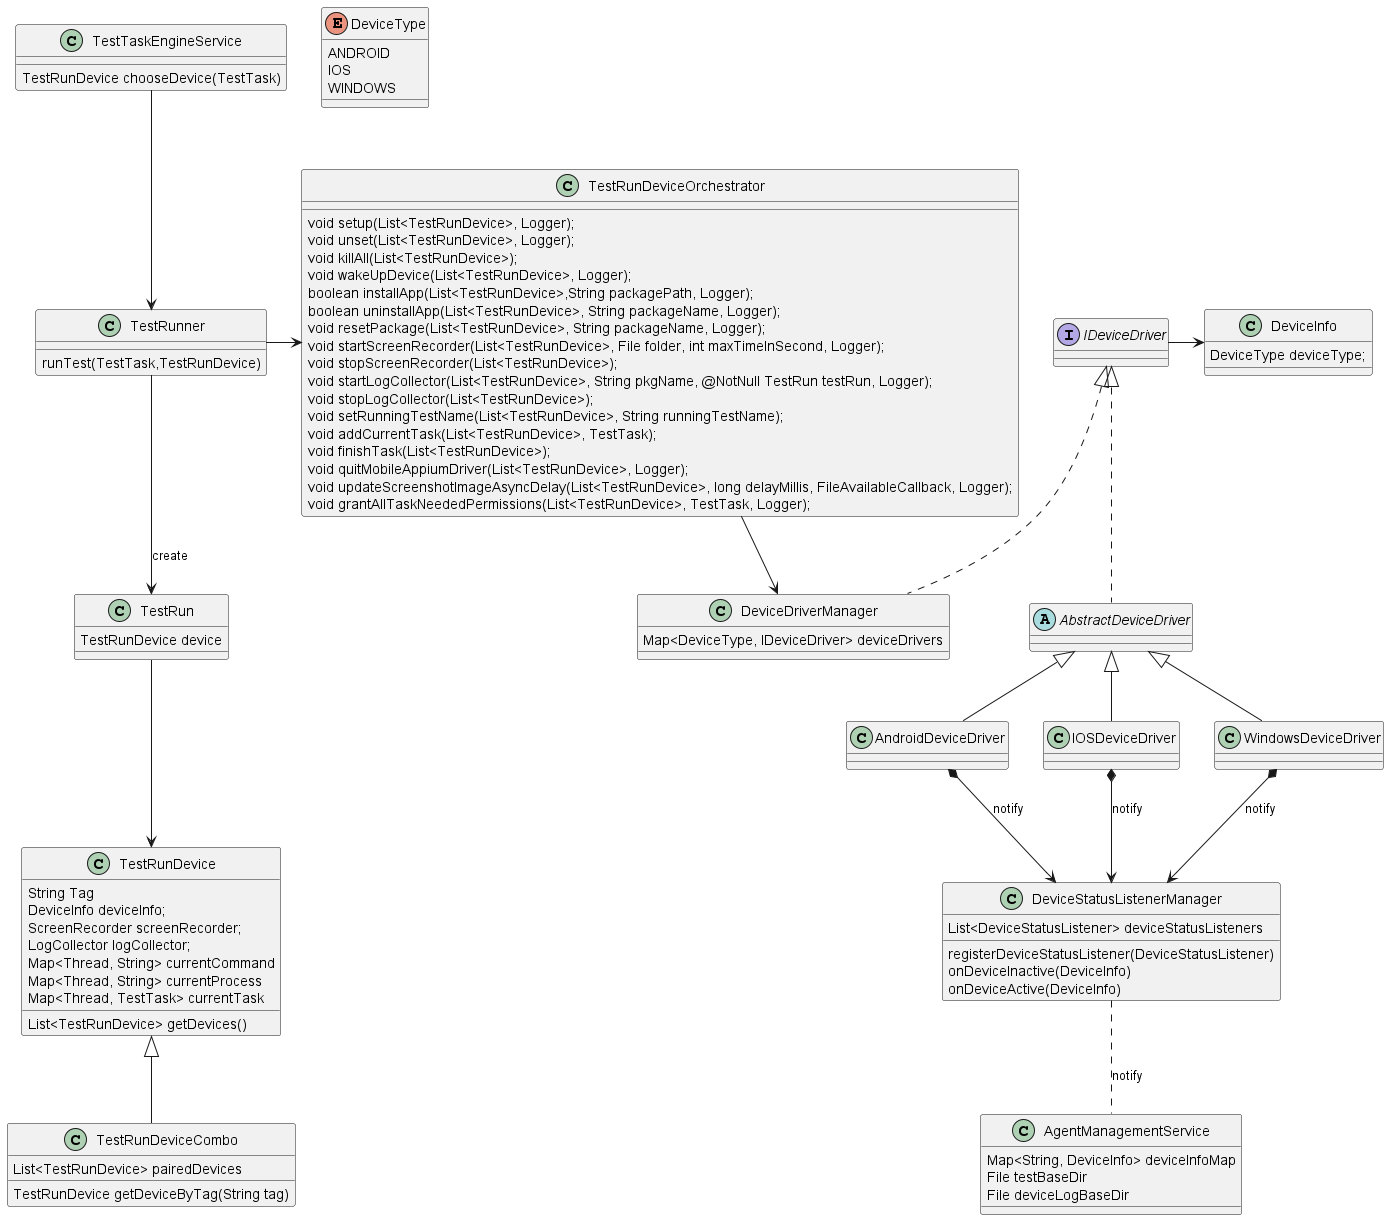 C TestTaskEngineService
TestRunDevice chooseDevice(TestTask)
E DeviceType
ANDROID
IOS
WINDOWS
C TestRunDeviceOrchestrator
void setup(List<TestRunDevice>, Logger);
void unset(List<TestRunDevice>, Logger);
void killAll(List<TestRunDevice>);
void wakeUpDevice(List<TestRunDevice>, Logger);
boolean installApp(List<TestRunDevice>,String packagePath, Logger);
boolean uninstallApp(List<TestRunDevice>, String packageName, Logger);
void resetPackage(List<TestRunDevice>, String packageName, Logger);
void startScreenRecorder(List<TestRunDevice>, File folder, int maxTimeInSecond, Logger);
void stopScreenRecorder(List<TestRunDevice>);
void startLogCollector(List<TestRunDevice>, String pkgName, @NotNull TestRun testRun, Logger);
void stopLogCollector(List<TestRunDevice>);
void setRunningTestName(List<TestRunDevice>, String runningTestName);
void addCurrentTask(List<TestRunDevice>, TestTask);
void finishTask(List<TestRunDevice>);
void quitMobileAppiumDriver(List<TestRunDevice>, Logger);
void updateScreenshotImageAsyncDelay(List<TestRunDevice>, long delayMillis, FileAvailableCallback, Logger);
void grantAllTaskNeededPermissions(List<TestRunDevice>, TestTask, Logger);
C TestRunner
runTest(TestTask,TestRunDevice)
I IDeviceDriver
C DeviceInfo
DeviceType deviceType;
create
C TestRun
TestRunDevice device
C DeviceDriverManager
Map<DeviceType, IDeviceDriver> deviceDrivers
A AbstractDeviceDriver
C AndroidDeviceDriver
C IOSDeviceDriver
C WindowsDeviceDriver
notify
notify
notify
C TestRunDevice
String Tag
DeviceInfo deviceInfo;
ScreenRecorder screenRecorder;
LogCollector logCollector;
Map<Thread, String> currentCommand
Map<Thread, String> currentProcess
Map<Thread, TestTask> currentTask
List<TestRunDevice> getDevices()
C DeviceStatusListenerManager
List<DeviceStatusListener> deviceStatusListeners
registerDeviceStatusListener(DeviceStatusListener)
onDeviceInactive(DeviceInfo)
onDeviceActive(DeviceInfo)
notify
C TestRunDeviceCombo
List<TestRunDevice> pairedDevices
TestRunDevice getDeviceByTag(String tag)
C AgentManagementService
Map<String, DeviceInfo> deviceInfoMap
File testBaseDir
File deviceLogBaseDir